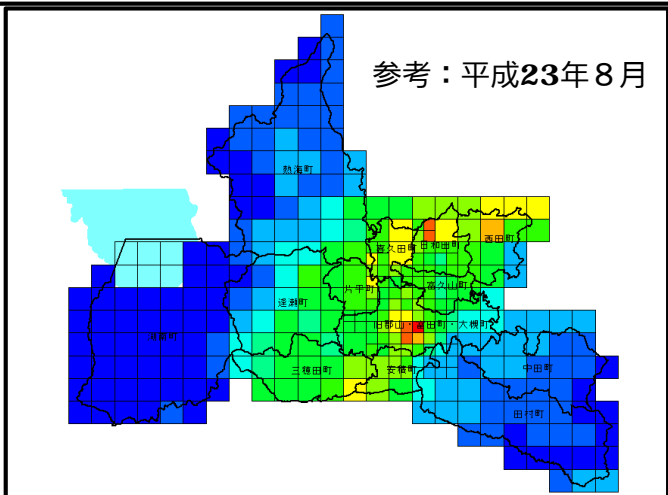 参考：平成23年８月
熱海町
喜久田町
日和田町
西田町
片平町
富久山町
逢瀬町
旧郡山・富田町・大槻町
三穂田町
安積町
中田町
田村町